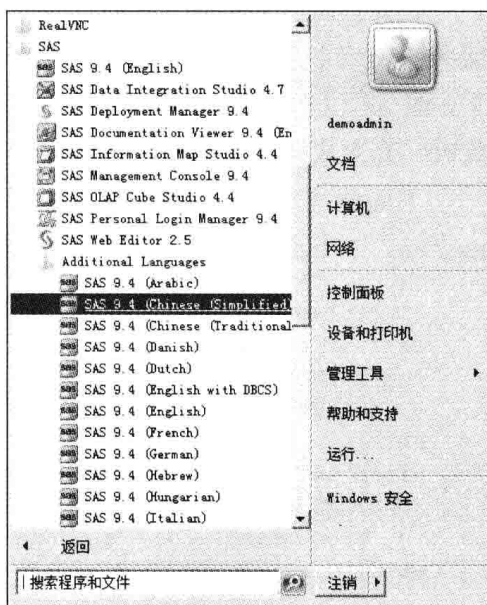 RealVNC
SAS
SAS 9.4 (English)
SAS Data Integration Studio 4.7
SAS Deployment Manager 9.4
SAS Documentation Viewer 9.4 (En
SAS Information Map Studio 4.4
SAS Management Console 9.4
SAS OLAP Cube Studio 4.4
SAS Personal Login Manager 9.4
SAS Web Editor 2.5
Additional Languages
SAS 9.4 (Arabic)
SAS 9.4 (Chinese (Simplified)
SAS 9.4 (Chinese (Traditional
SAS 9.4 (Danish)
SAS 9.4 (Dutch)
SAS 9.4 (English with DBCS)
SAS 9.4 (English)
SAS 9.4 (French)
SAS 9.4 (German)
SAS 9.4 (Hebrew)
SAS 9.4 (Hungarian)
SAS 9.4 (Italian)
返回
搜索程序和文件
demoadmin
文档
计算机
网络
控制面板
设备和打印机
管理工具
帮助和支持
运行...
Windows 安全
注销